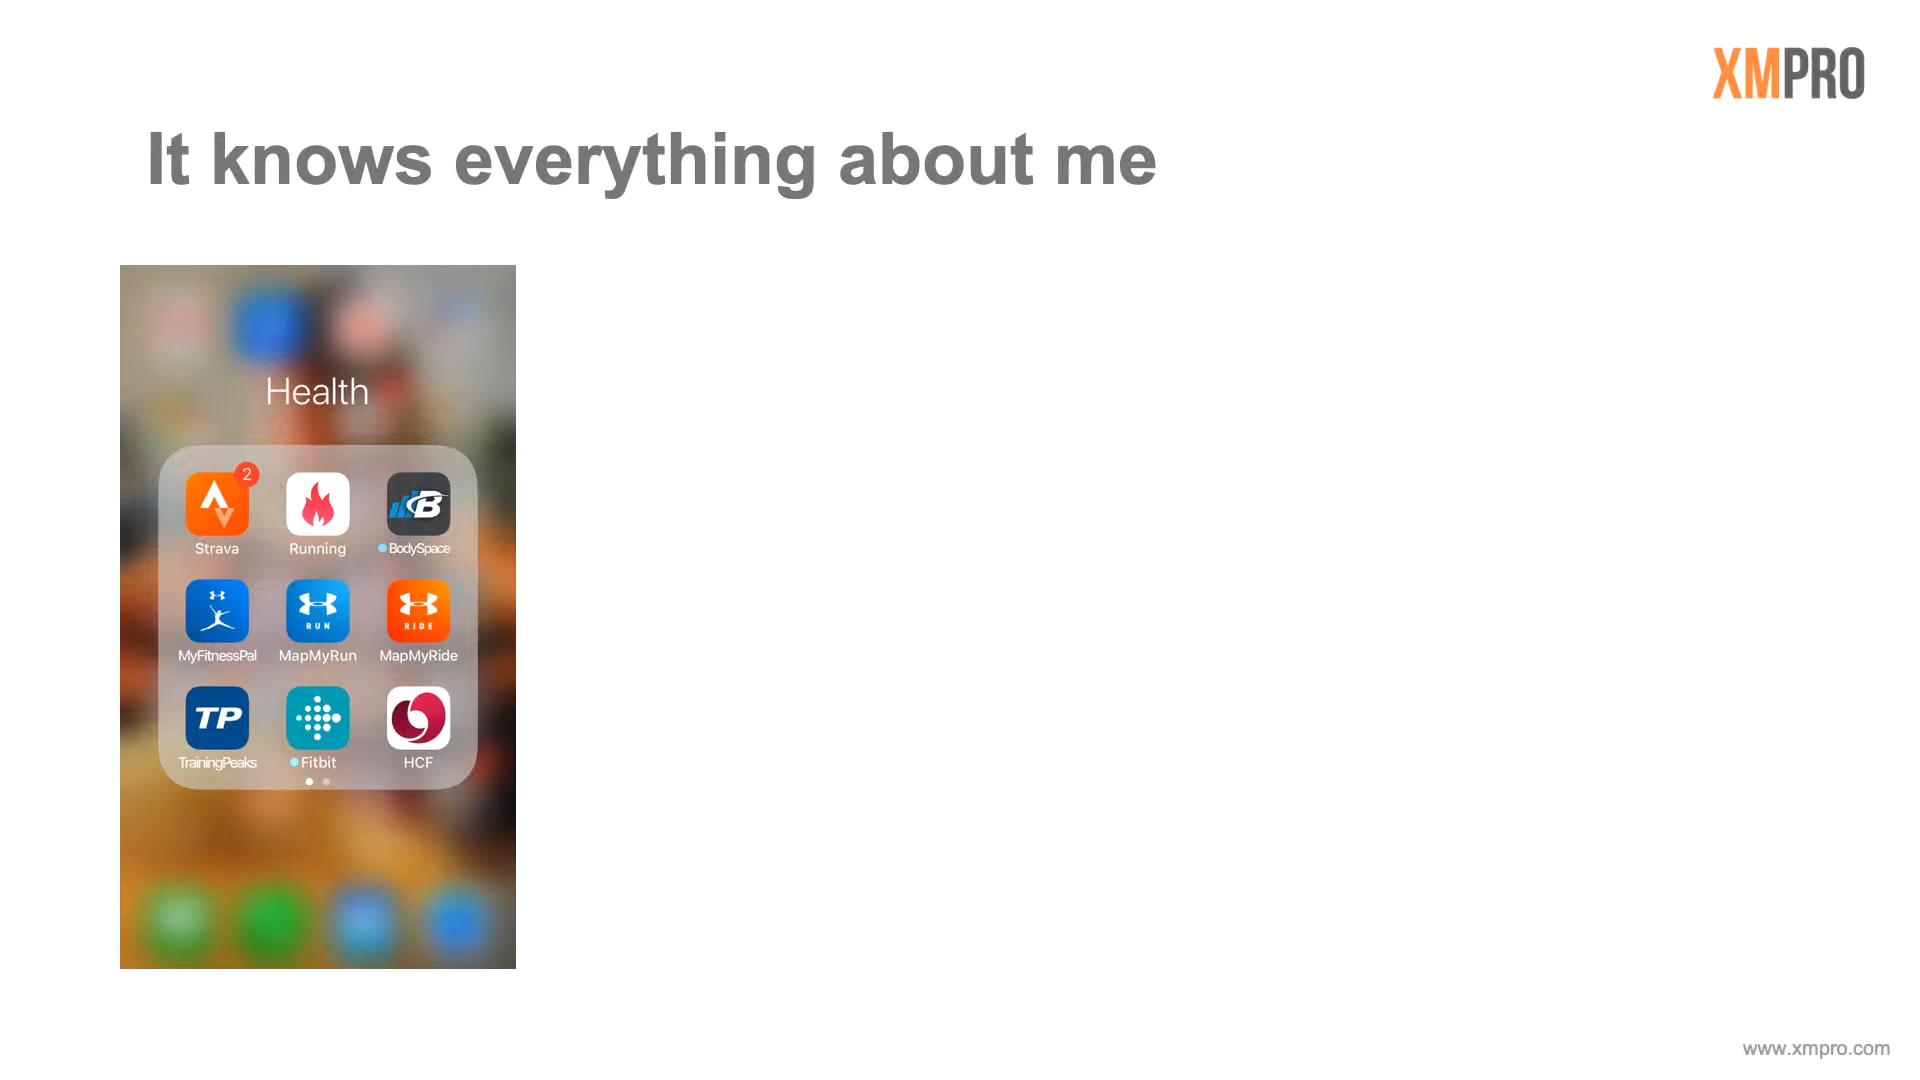 XMPRO
It knows everything about me
Health
2
Strava
Running
B
BodySpace
MyFitnessPal
RUN
MapMyRun
RIDE
MapMyRide
TP
TrainingPeaks
Fitbit
HCF
www.xmpro.com